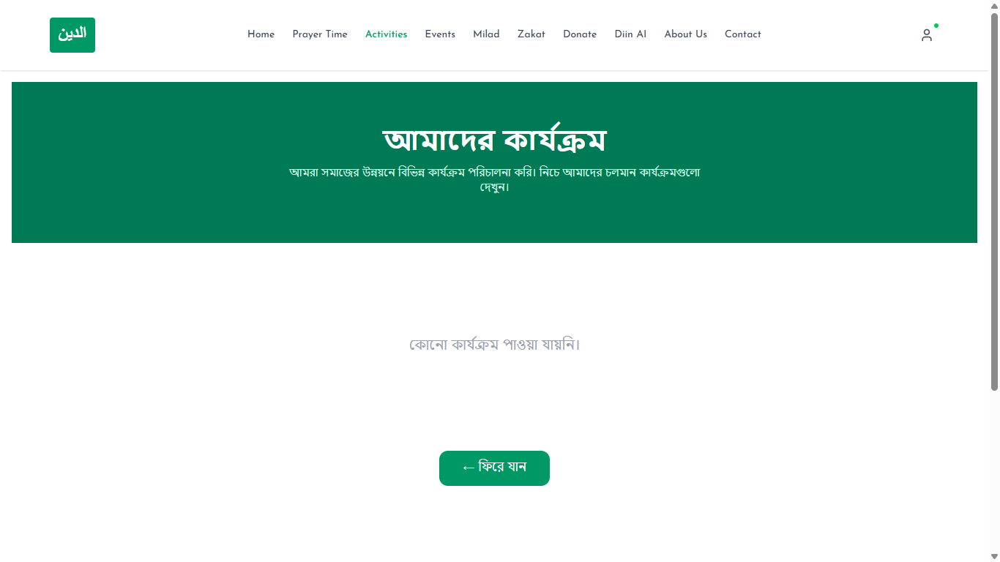 الدين
Home Prayer Time Activities Events Milad Zakat Donate Diin AI About Us Contact
আমাদের কার্যক্রম
আমরা সমাজের উন্নয়নে বিভিন্ন কার্যক্রম পরিচালনা করি। নিচে আমাদের চলমান কার্যক্রমগুলো
দেখুন।
কোনো কার্যক্রম পাওয়া যায়নি।
← ফিরে যান